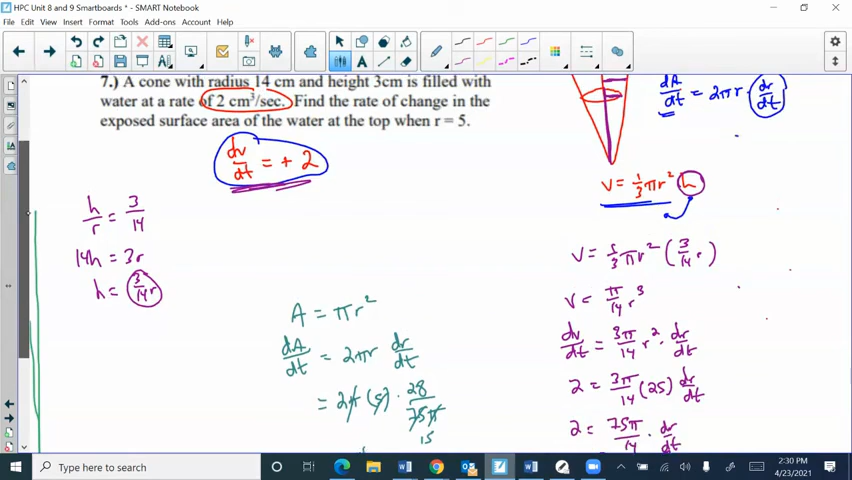 HPC Unit 8 and 9 Smartboards * - SMART Notebook
File Edit View Insert Format Tools Add-ons Account Help
7.) A cone with radius 14 cm and height 3cm is filled with
water at a rate of 2 cm³/sec. Find the rate of change in the
exposed surface area of the water at the top when r = 5.
dA/dt = 2πr · dr/dt
dv/dt = + 2
V = 1/3 πr² h
h/r = 3/14
14h = 3r
h = 3/14 r
V = 1/3 πr² (3/14 r)
V = π/14 r³
dv/dt = 3π/14 r² · dr/dt
2 = 3π/14 (25) dr/dt
2 = 75π/14 · dr/dt
A = πr²
dA/dt = 2πr dr/dt
= 2π(5) · 28/75π
15
Type here to search
2:30 PM
4/23/2021